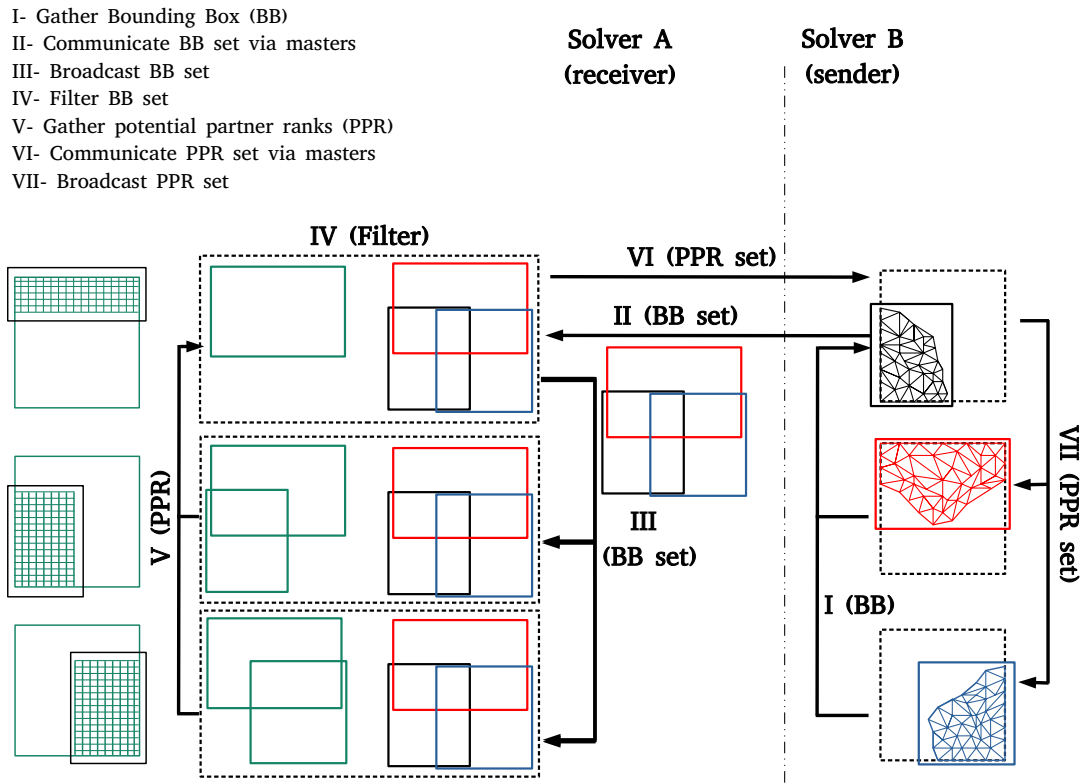 I- Gather Bounding Box (BB)
II- Communicate BB set via masters
III- Broadcast BB set
IV- Filter BB set
V- Gather potential partner ranks (PPR)
VI- Communicate PPR set via masters
VII- Broadcast PPR set
Solver A
(receiver)
Solver B
(sender)
IV (Filter)
VI (PPR set)
II (BB set)
V (PPR)
III
(BB set)
I (BB)
VII (PPR set)